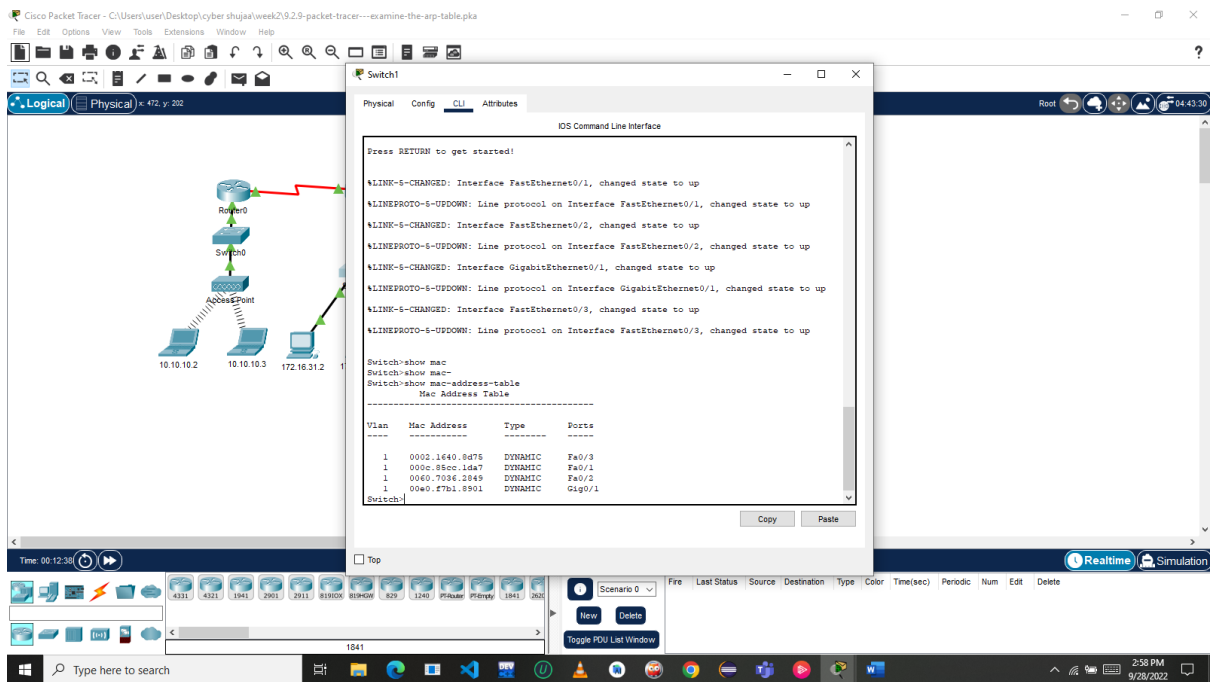 Cisco Packet Tracer - C:\Users\user\Desktop\cyber shujaa\week2\9.2.9-packet-tracer---examine-the-arp-table.pka
File Edit Options View Tools Extensions Window Help
?
Logical Physical x: 472, y: 202
Root 04:43:30
Router0
Switch0
Access Point
10.10.10.2
10.10.10.3
172.16.31.2
1
Switch1
Physical Config CLI Attributes
IOS Command Line Interface
Press RETURN to get started!
%LINK-5-CHANGED: Interface FastEthernet0/1, changed state to up
%LINEPROTO-5-UPDOWN: Line protocol on Interface FastEthernet0/1, changed state to up
%LINK-5-CHANGED: Interface FastEthernet0/2, changed state to up
%LINEPROTO-5-UPDOWN: Line protocol on Interface FastEthernet0/2, changed state to up
%LINK-5-CHANGED: Interface GigabitEthernet0/1, changed state to up
%LINEPROTO-5-UPDOWN: Line protocol on Interface GigabitEthernet0/1, changed state to up
%LINK-5-CHANGED: Interface FastEthernet0/3, changed state to up
%LINEPROTO-5-UPDOWN: Line protocol on Interface FastEthernet0/3, changed state to up
Switch>show mac
Switch>show mac-
Switch>show mac-address-table
Mac Address Table
-------------------------------------------
Vlan Mac Address Type Ports
---- ----------- -------- -----
1 0002.1640.8d75 DYNAMIC Fa0/3
1 000c.85cc.1da7 DYNAMIC Fa0/1
1 0060.7036.2849 DYNAMIC Fa0/2
1 00e0.f7b1.8901 DYNAMIC Gig0/1
Switch>
Copy Paste
Top
Time: 00:12:38
Realtime Simulation
4331 4321 1941 2901 2911 819IOX 819HGW 829 1240 PT-Router PT-Empty 1841 262
1841
Scenario 0
New Delete
Toggle PDU List Window
Fire Last Status Source Destination Type Color Time(sec) Periodic Num Edit Delete
Type here to search
DEV
2:58 PM
9/28/2022